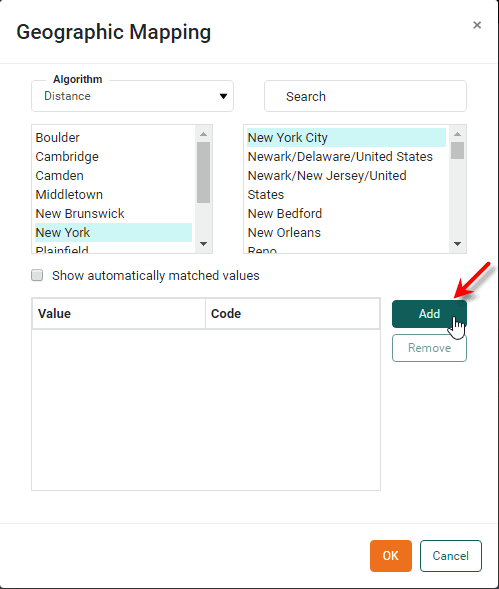 Geographic Mapping
×
Algorithm
Distance
Search
Boulder
Cambridge
Camden
Middletown
New Brunswick
New York
Plainfield
New York City
Newark/Delaware/United States
Newark/New Jersey/United
States
New Bedford
New Orleans
Reno
Show automatically matched values
Value Code
Add
Remove
OK Cancel